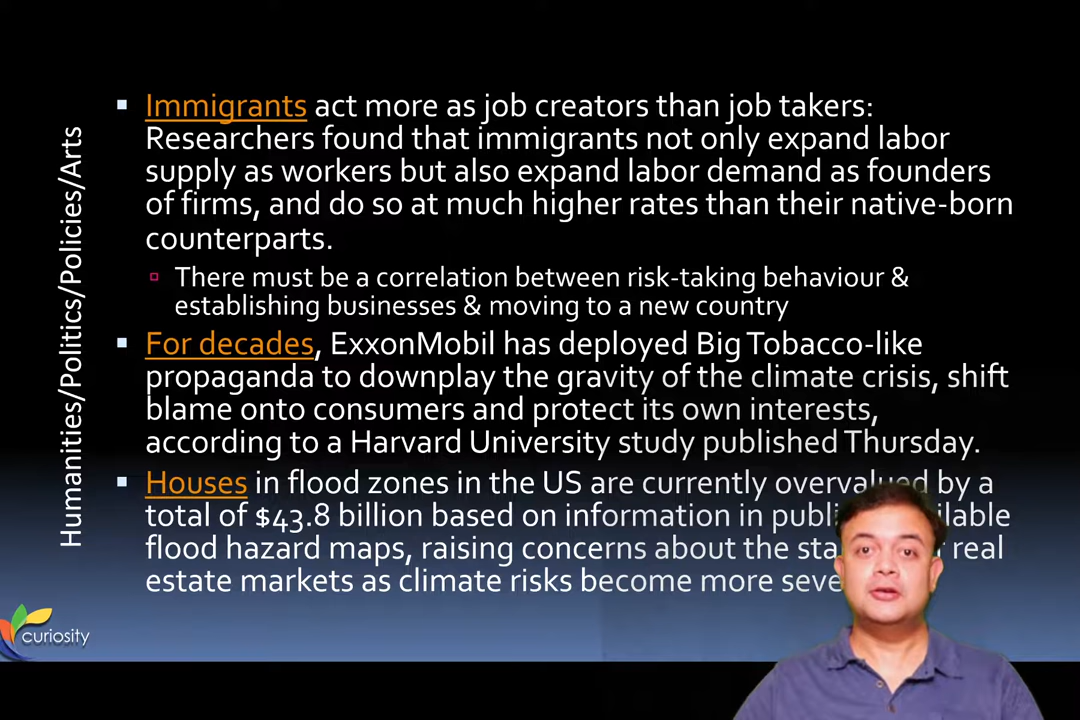 Humanities/Politics/Policies/Arts
Immigrants act more as job creators than job takers:
Researchers found that immigrants not only expand labor
supply as workers but also expand labor demand as founders
of firms, and do so at much higher rates than their native-born
counterparts.
There must be a correlation between risk-taking behaviour &
establishing businesses & moving to a new country
For decades, ExxonMobil has deployed Big Tobacco-like
propaganda to downplay the gravity of the climate crisis, shift
blame onto consumers and protect its own interests,
according to a Harvard University study published Thursday.
Houses in flood zones in the US are currently overvalued by a
total of $43.8 billion based on information in
flood hazard maps, raising concerns about the real
estate markets as climate risks become more
curiosity